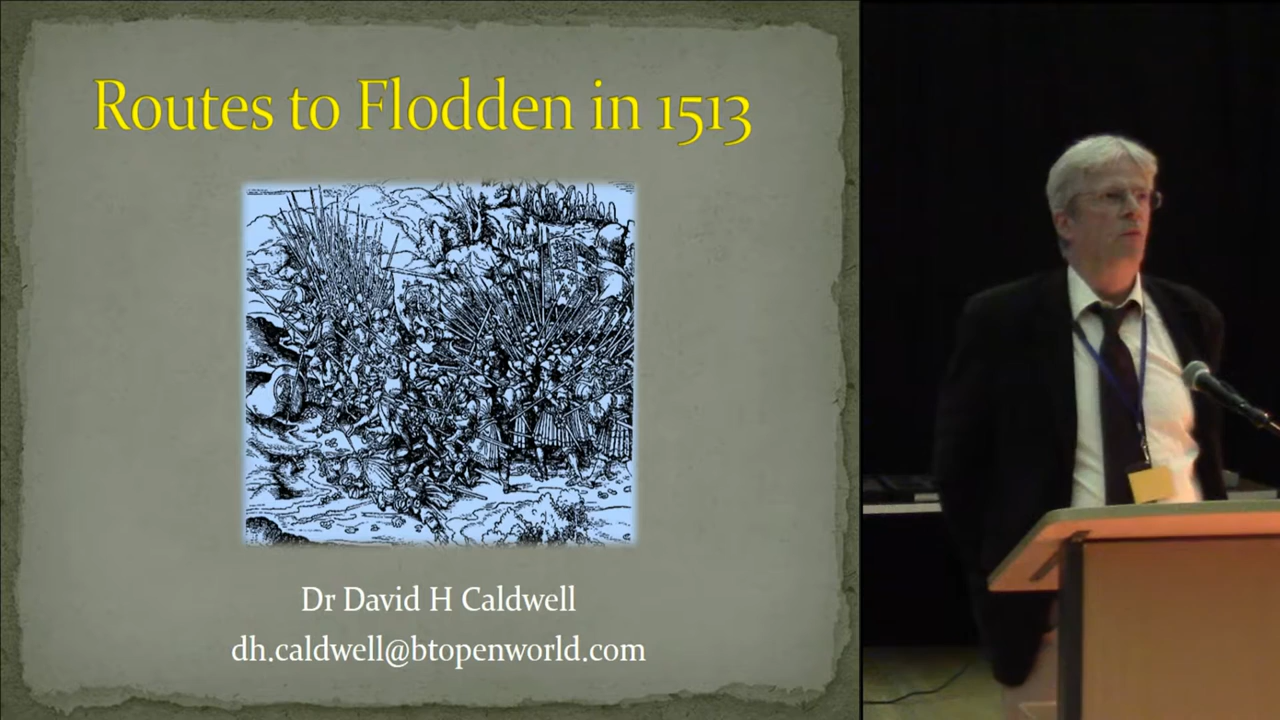 Routes to Flodden in 1513
Dr David H Caldwell
dh.caldwell@btopenworld.com